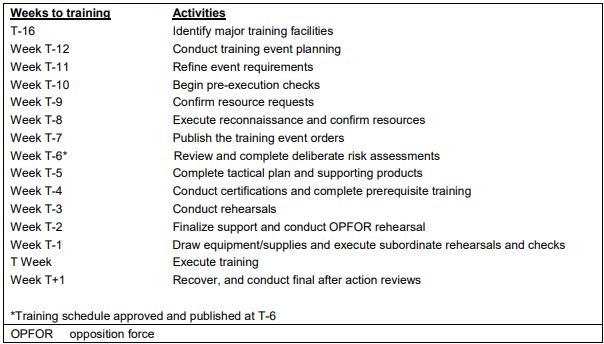 Weeks to training Activities
T-16 Identify major training facilities
Week T-12 Conduct training event planning
Week T-11 Refine event requirements
Week T-10 Begin pre-execution checks
Week T-9 Confirm resource requests
Week T-8 Execute reconnaissance and confirm resources
Week T-7 Publish the training event orders
Week T-6* Review and complete deliberate risk assessments
Week T-5 Complete tactical plan and supporting products
Week T-4 Conduct certifications and complete prerequisite training
Week T-3 Conduct rehearsals
Week T-2 Finalize support and conduct OPFOR rehearsal
Week T-1 Draw equipment/supplies and execute subordinate rehearsals and checks
T Week Execute training
Week T+1 Recover, and conduct final after action reviews
*Training schedule approved and published at T-6
OPFOR opposition force